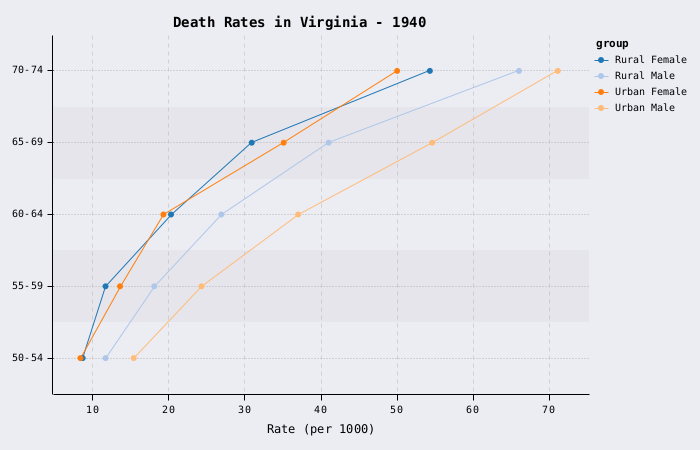 Death Rates in Virginia - 1940
group
Rural Female
Rural Male
Urban Female
Urban Male
70-74
65-69
60-64
55-59
50-54
10 20 30 40 50 60 70
Rate (per 1000)